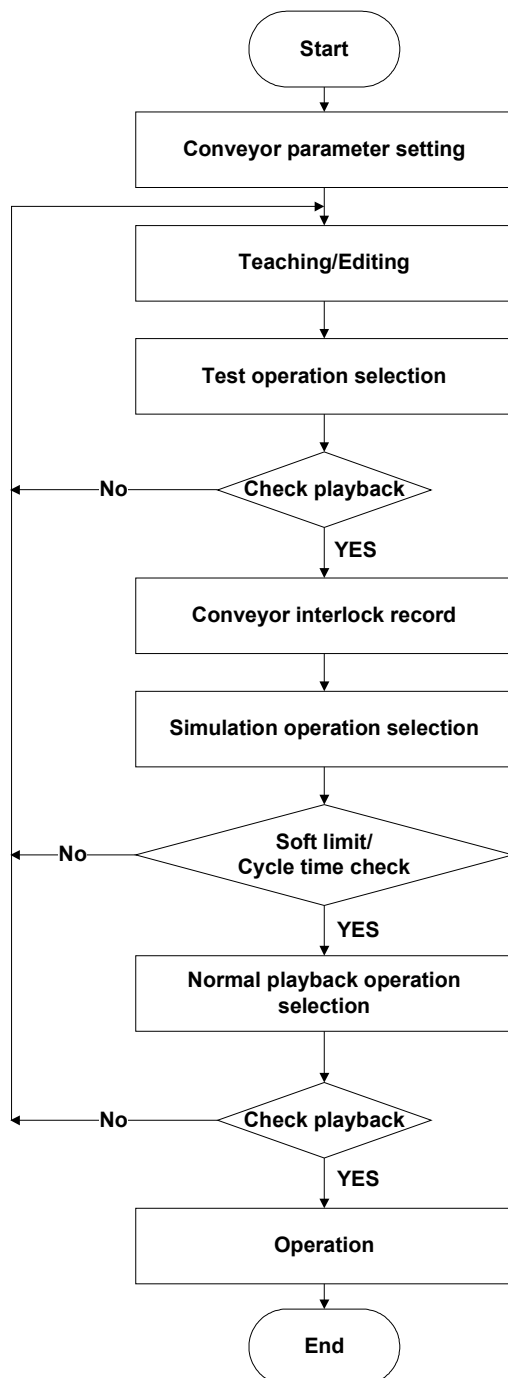 Start
Conveyor parameter setting
Teaching/Editing
Test operation selection
Check playback
No
YES
Conveyor interlock record
Simulation operation selection
Soft limit/
Cycle time check
No
YES
Normal playback operation
selection
Check playback
No
YES
Operation
End